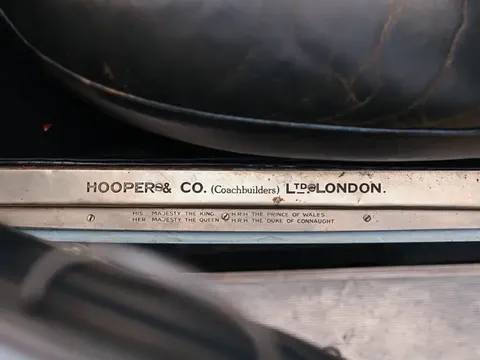 HOOPER & CO. (Coachbuilders) LTD. LONDON.
HIS MAJESTY THE KING H.R.H THE PRINCE OF WALES
HER MAJESTY THE QUEEN H.R.H THE DUKE OF CONNAUGHT